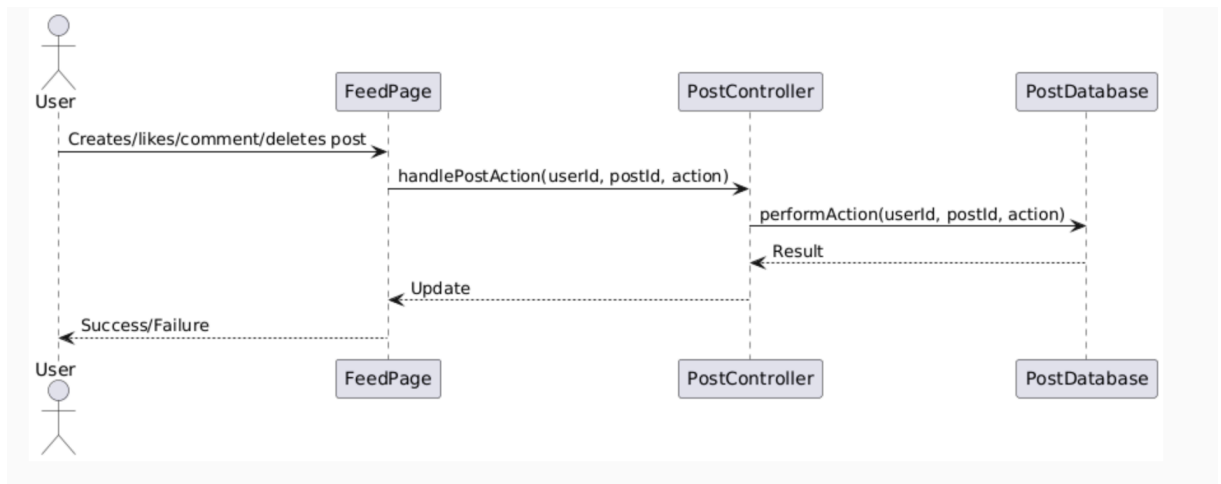 User
FeedPage
PostController
PostDatabase
Creates/likes/comment/deletes post
handlePostAction(userId, postId, action)
performAction(userId, postId, action)
Result
Update
Success/Failure
User
FeedPage
PostController
PostDatabase